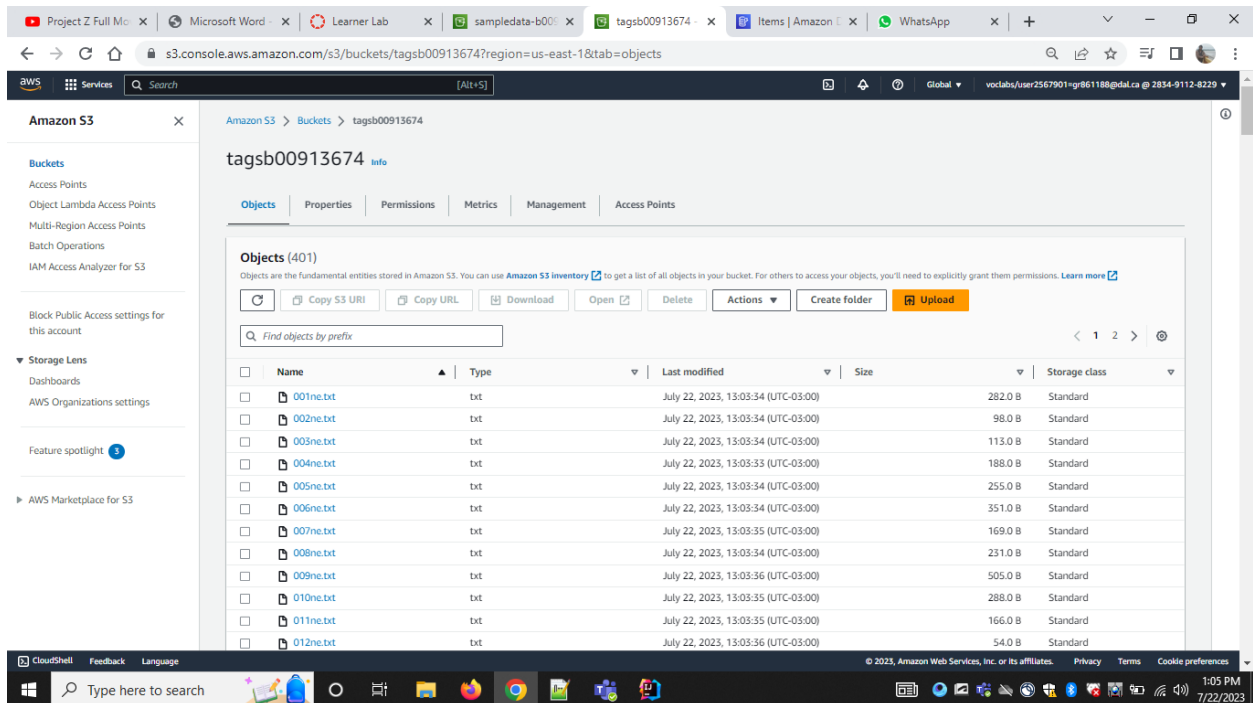 Project Z Full Mo
Microsoft Word -
Learner Lab
sampledata-b009
tagsb00913674 -
Items | Amazon D
WhatsApp
s3.console.aws.amazon.com/s3/buckets/tagsb00913674?region=us-east-1&tab=objects
aws Services Search [Alt+S] Global voclabs/user2567901=gr861188@dal.ca @ 2834-9112-8229
Amazon S3
Buckets
Access Points
Object Lambda Access Points
Multi-Region Access Points
Batch Operations
IAM Access Analyzer for S3
Block Public Access settings for
this account
Storage Lens
Dashboards
AWS Organizations settings
Feature spotlight 3
AWS Marketplace for S3
Amazon S3 > Buckets > tagsb00913674
tagsb00913674 Info
Objects Properties Permissions Metrics Management Access Points
Objects (401)
Objects are the fundamental entities stored in Amazon S3. You can use Amazon S3 inventory to get a list of all objects in your bucket. For others to access your objects, you'll need to explicitly grant them permissions. Learn more
Copy S3 URI Copy URL Download Open Delete Actions Create folder Upload
Find objects by prefix < 1 2 >
Name Type Last modified Size Storage class
001ne.txt txt July 22, 2023, 13:03:34 (UTC-03:00) 282.0 B Standard
002ne.txt txt July 22, 2023, 13:03:34 (UTC-03:00) 98.0 B Standard
003ne.txt txt July 22, 2023, 13:03:34 (UTC-03:00) 113.0 B Standard
004ne.txt txt July 22, 2023, 13:03:33 (UTC-03:00) 188.0 B Standard
005ne.txt txt July 22, 2023, 13:03:34 (UTC-03:00) 255.0 B Standard
006ne.txt txt July 22, 2023, 13:03:34 (UTC-03:00) 351.0 B Standard
007ne.txt txt July 22, 2023, 13:03:35 (UTC-03:00) 169.0 B Standard
008ne.txt txt July 22, 2023, 13:03:34 (UTC-03:00) 231.0 B Standard
009ne.txt txt July 22, 2023, 13:03:36 (UTC-03:00) 505.0 B Standard
010ne.txt txt July 22, 2023, 13:03:35 (UTC-03:00) 288.0 B Standard
011ne.txt txt July 22, 2023, 13:03:35 (UTC-03:00) 166.0 B Standard
012ne.txt txt July 22, 2023, 13:03:36 (UTC-03:00) 54.0 B Standard
CloudShell Feedback Language © 2023, Amazon Web Services, Inc. or its affiliates. Privacy Terms Cookie preferences
Type here to search
1:05 PM
7/22/2023